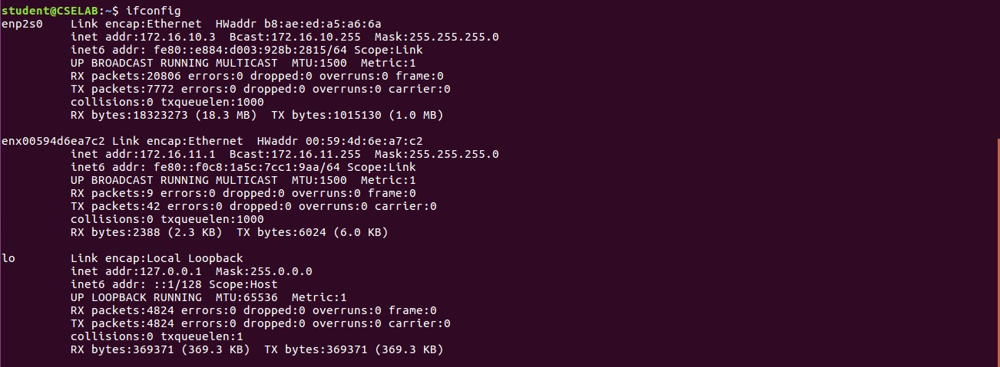 student@CSELAB:~$ ifconfig
enp2s0    Link encap:Ethernet  HWaddr b8:ae:ed:a5:a6:6a
          inet addr:172.16.10.3  Bcast:172.16.10.255  Mask:255.255.255.0
          inet6 addr: fe80::e884:d003:928b:2815/64 Scope:Link
          UP BROADCAST RUNNING MULTICAST  MTU:1500  Metric:1
          RX packets:20806 errors:0 dropped:0 overruns:0 frame:0
          TX packets:7772 errors:0 dropped:0 overruns:0 carrier:0
          collisions:0 txqueuelen:1000
          RX bytes:18323273 (18.3 MB)  TX bytes:1015130 (1.0 MB)

enx00594d6ea7c2 Link encap:Ethernet  HWaddr 00:59:4d:6e:a7:c2
          inet addr:172.16.11.1  Bcast:172.16.11.255  Mask:255.255.255.0
          inet6 addr: fe80::f0c8:1a5c:7cc1:9aa/64 Scope:Link
          UP BROADCAST RUNNING MULTICAST  MTU:1500  Metric:1
          RX packets:9 errors:0 dropped:0 overruns:0 frame:0
          TX packets:42 errors:0 dropped:0 overruns:0 carrier:0
          collisions:0 txqueuelen:1000
          RX bytes:2388 (2.3 KB)  TX bytes:6024 (6.0 KB)

lo        Link encap:Local Loopback
          inet addr:127.0.0.1  Mask:255.0.0.0
          inet6 addr: ::1/128 Scope:Host
          UP LOOPBACK RUNNING  MTU:65536  Metric:1
          RX packets:4824 errors:0 dropped:0 overruns:0 frame:0
          TX packets:4824 errors:0 dropped:0 overruns:0 carrier:0
          collisions:0 txqueuelen:1
          RX bytes:369371 (369.3 KB)  TX bytes:369371 (369.3 KB)